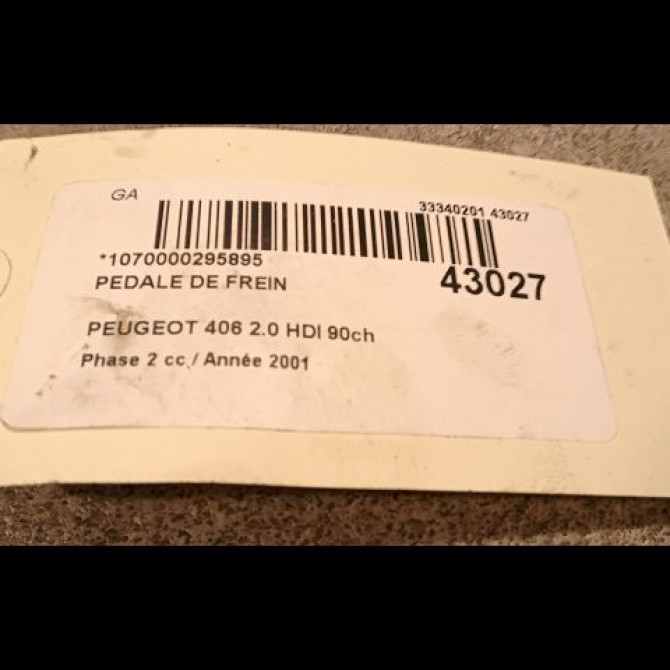 GA
33340201 43027
*1070000295895
43027
PEDALE DE FREIN
PEUGEOT 406 2.0 HDI 90ch
Phase 2 cc / Année 2001